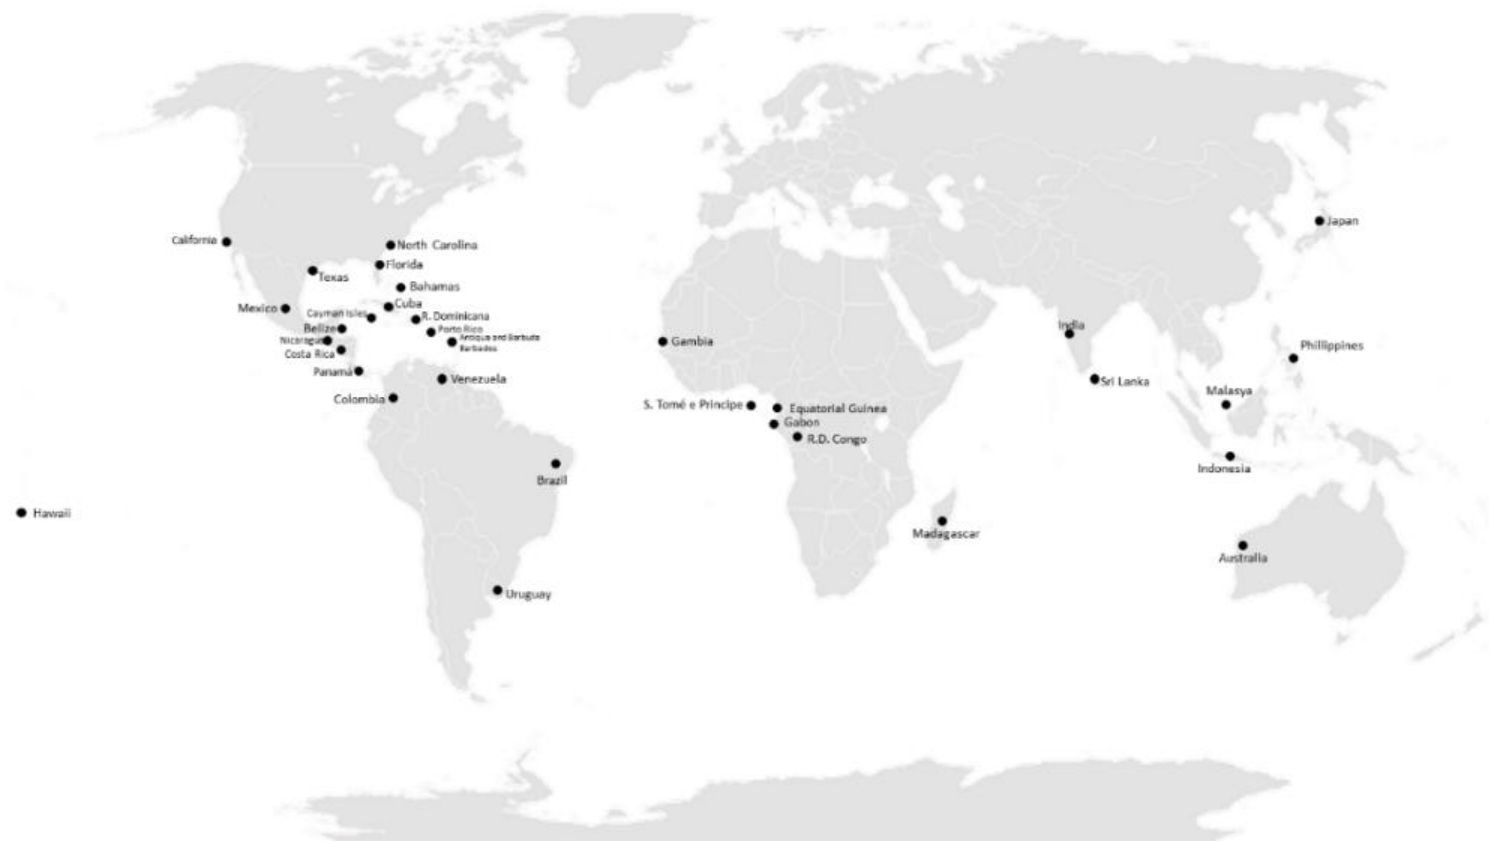 Japan
California
North Carolina
Florida
Texas
Bahamas
Cuba
Mexico
Cayman Isles
R. Dominicana
India
Belize
Porto Rico
Nicaragua
Antigua and Barbuda
Barbados
Gambia
Phillippines
Costa Rica
Panamá
Venezuela
Sri Lanka
Malasya
Colombia
S. Tomé e Principe
Equatorial Guinea
Gabon
R.D. Congo
Indonesia
Brazil
Hawaii
Madagascar
Australia
Uruguay